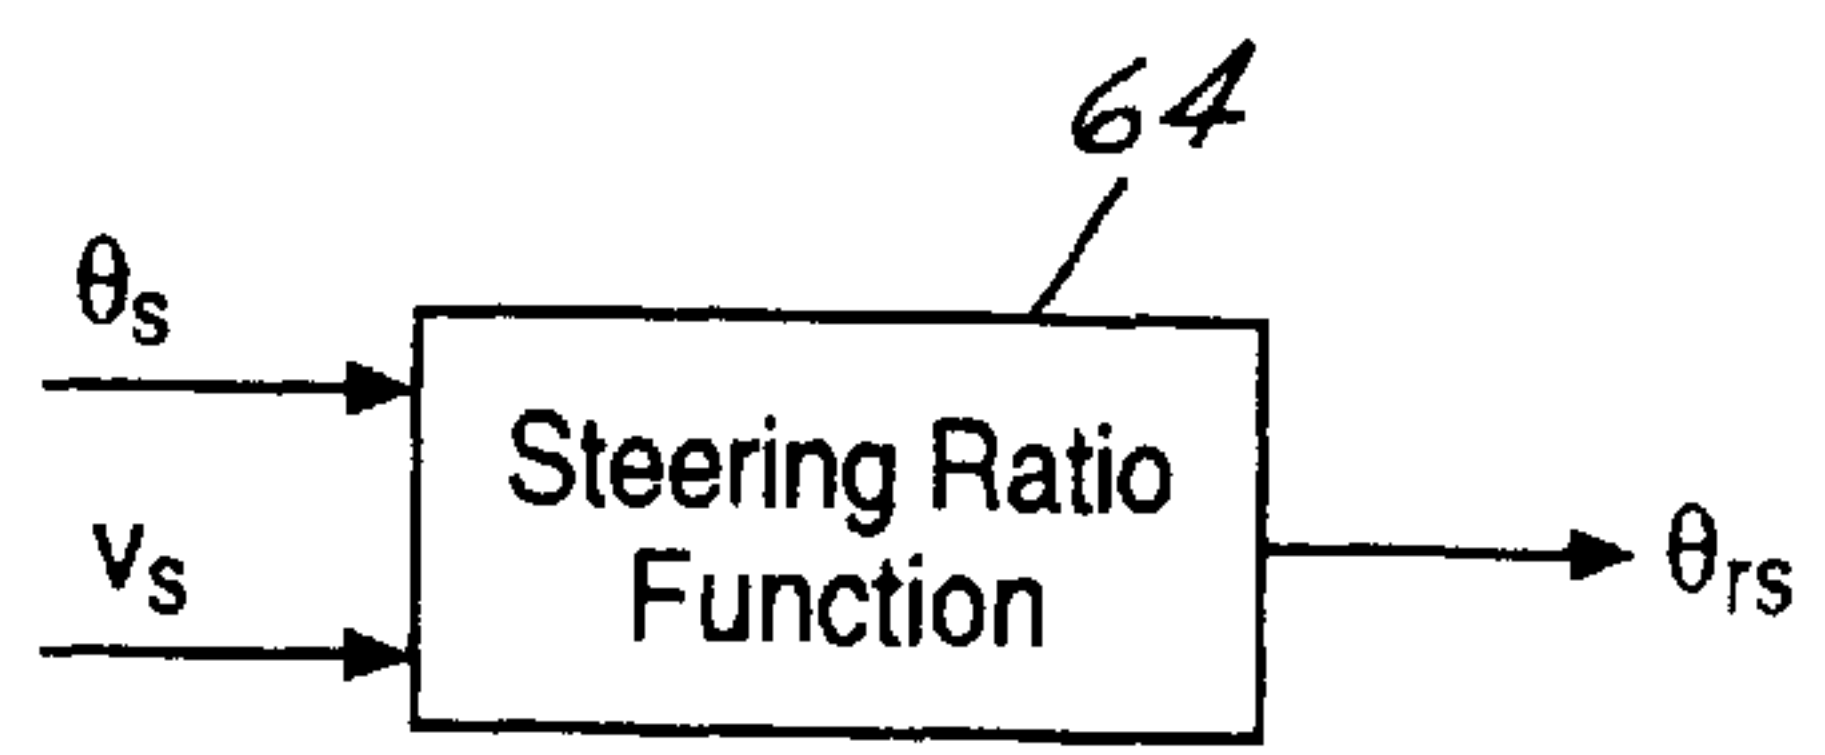 64
θs
Steering Ratio
vs
Function
θrs